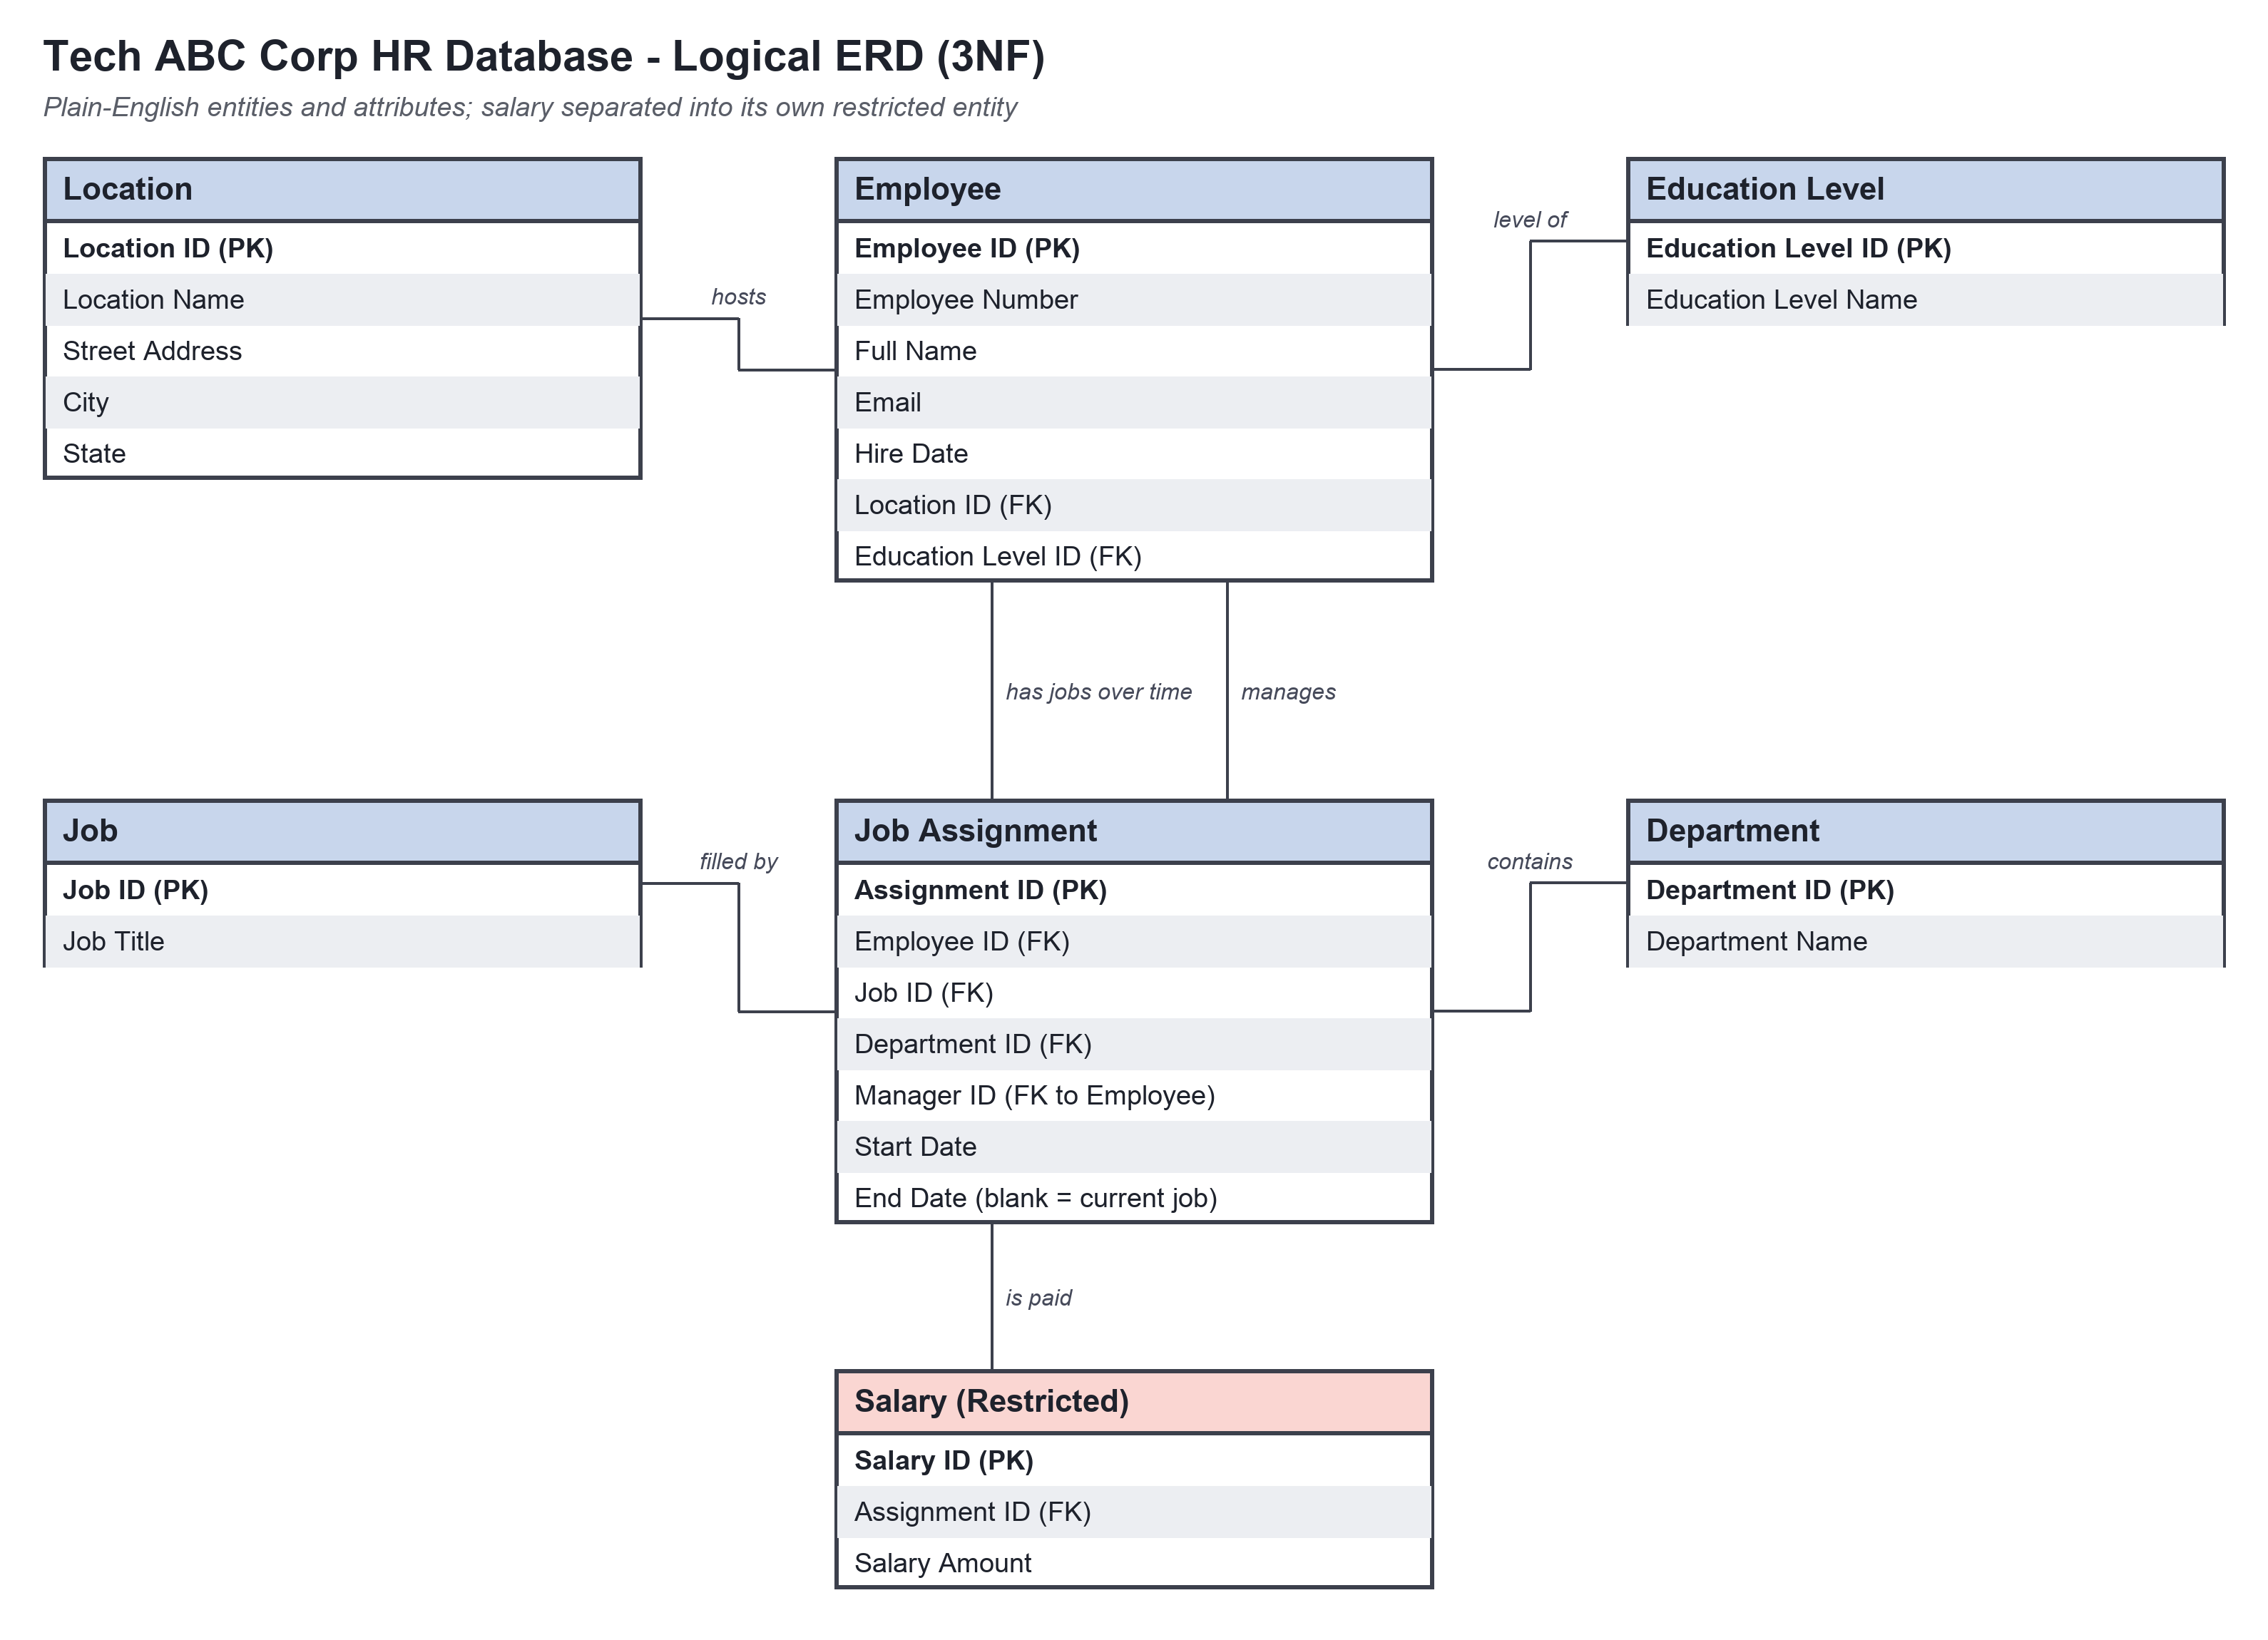 Tech ABC Corp HR Database - Logical ERD (3NF)
Plain-English entities and attributes; salary separated into its own restricted entity
Location
Location ID (PK)
Location Name
Street Address
City
State
hosts
Employee
Employee ID (PK)
Employee Number
Full Name
Email
Hire Date
Location ID (FK)
Education Level ID (FK)
level of
Education Level
Education Level ID (PK)
Education Level Name
has jobs over time
manages
Job
Job ID (PK)
Job Title
filled by
Job Assignment
Assignment ID (PK)
Employee ID (FK)
Job ID (FK)
Department ID (FK)
Manager ID (FK to Employee)
Start Date
End Date (blank = current job)
contains
Department
Department ID (PK)
Department Name
is paid
Salary (Restricted)
Salary ID (PK)
Assignment ID (FK)
Salary Amount